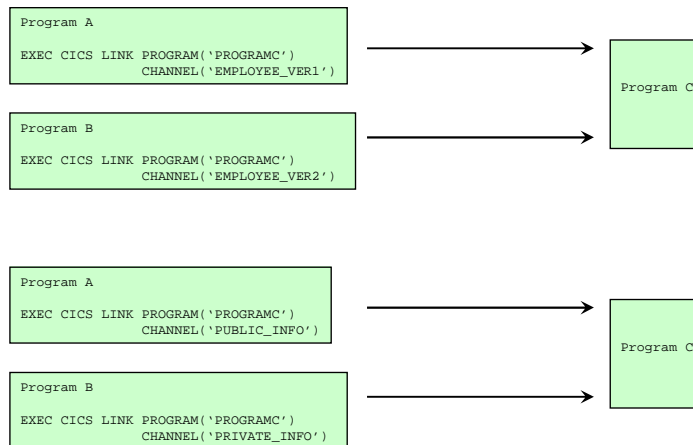 Program A
EXEC CICS LINK PROGRAM(‘PROGRAMC’)
CHANNEL(‘EMPLOYEE_VER1’)
Program C
Program B
EXEC CICS LINK PROGRAM(‘PROGRAMC’)
CHANNEL(‘EMPLOYEE_VER2’)
Program A
EXEC CICS LINK PROGRAM(‘PROGRAMC’)
CHANNEL(‘PUBLIC_INFO’)
Program C
Program B
EXEC CICS LINK PROGRAM(‘PROGRAMC’)
CHANNEL(‘PRIVATE_INFO’)